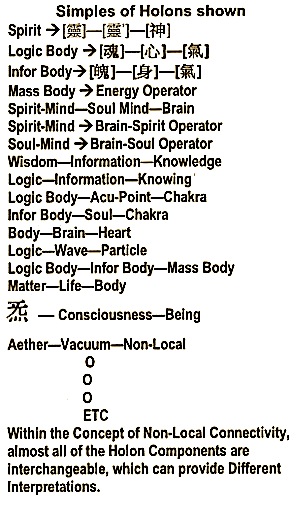 Simples of Holons shown
Spirit → [靈]—[靈']—[神]
Logic Body → [魂]—[心]—[氣]
Infor Body → [魄]—[身]—[氣]
Mass Body → Energy Operator
Spirit-Mind—Soul Mind—Brain
Spirit-Mind → Brain-Spirit Operator
Soul-Mind → Brain-Soul Operator
Wisdom—Information—Knowledge
Logic—Information—Knowing
Logic Body—Acu-Point—Chakra
Infor Body—Soul—Chakra
Body—Brain—Heart
Logic—Wave—Particle
Logic Body—Infor Body—Mass Body
Matter—Life—Body
炁 — Consciousness—Being
Aether—Vacuum—Non-Local
O
O
O
ETC
Within the Concept of Non-Local Connectivity,
almost all of the Holon Components are
interchangeable, which can provide Different
Interpretations.